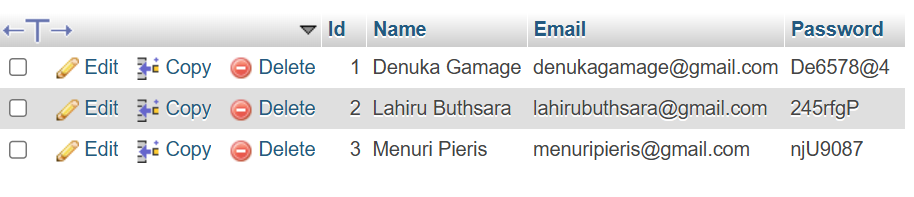 Id Name Email Password
Edit Copy Delete 1 Denuka Gamage denukagamage@gmail.com De6578@4
Edit Copy Delete 2 Lahiru Buthsara lahirubuthsara@gmail.com 245rfgP
Edit Copy Delete 3 Menuri Pieris menuripieris@gmail.com njU9087